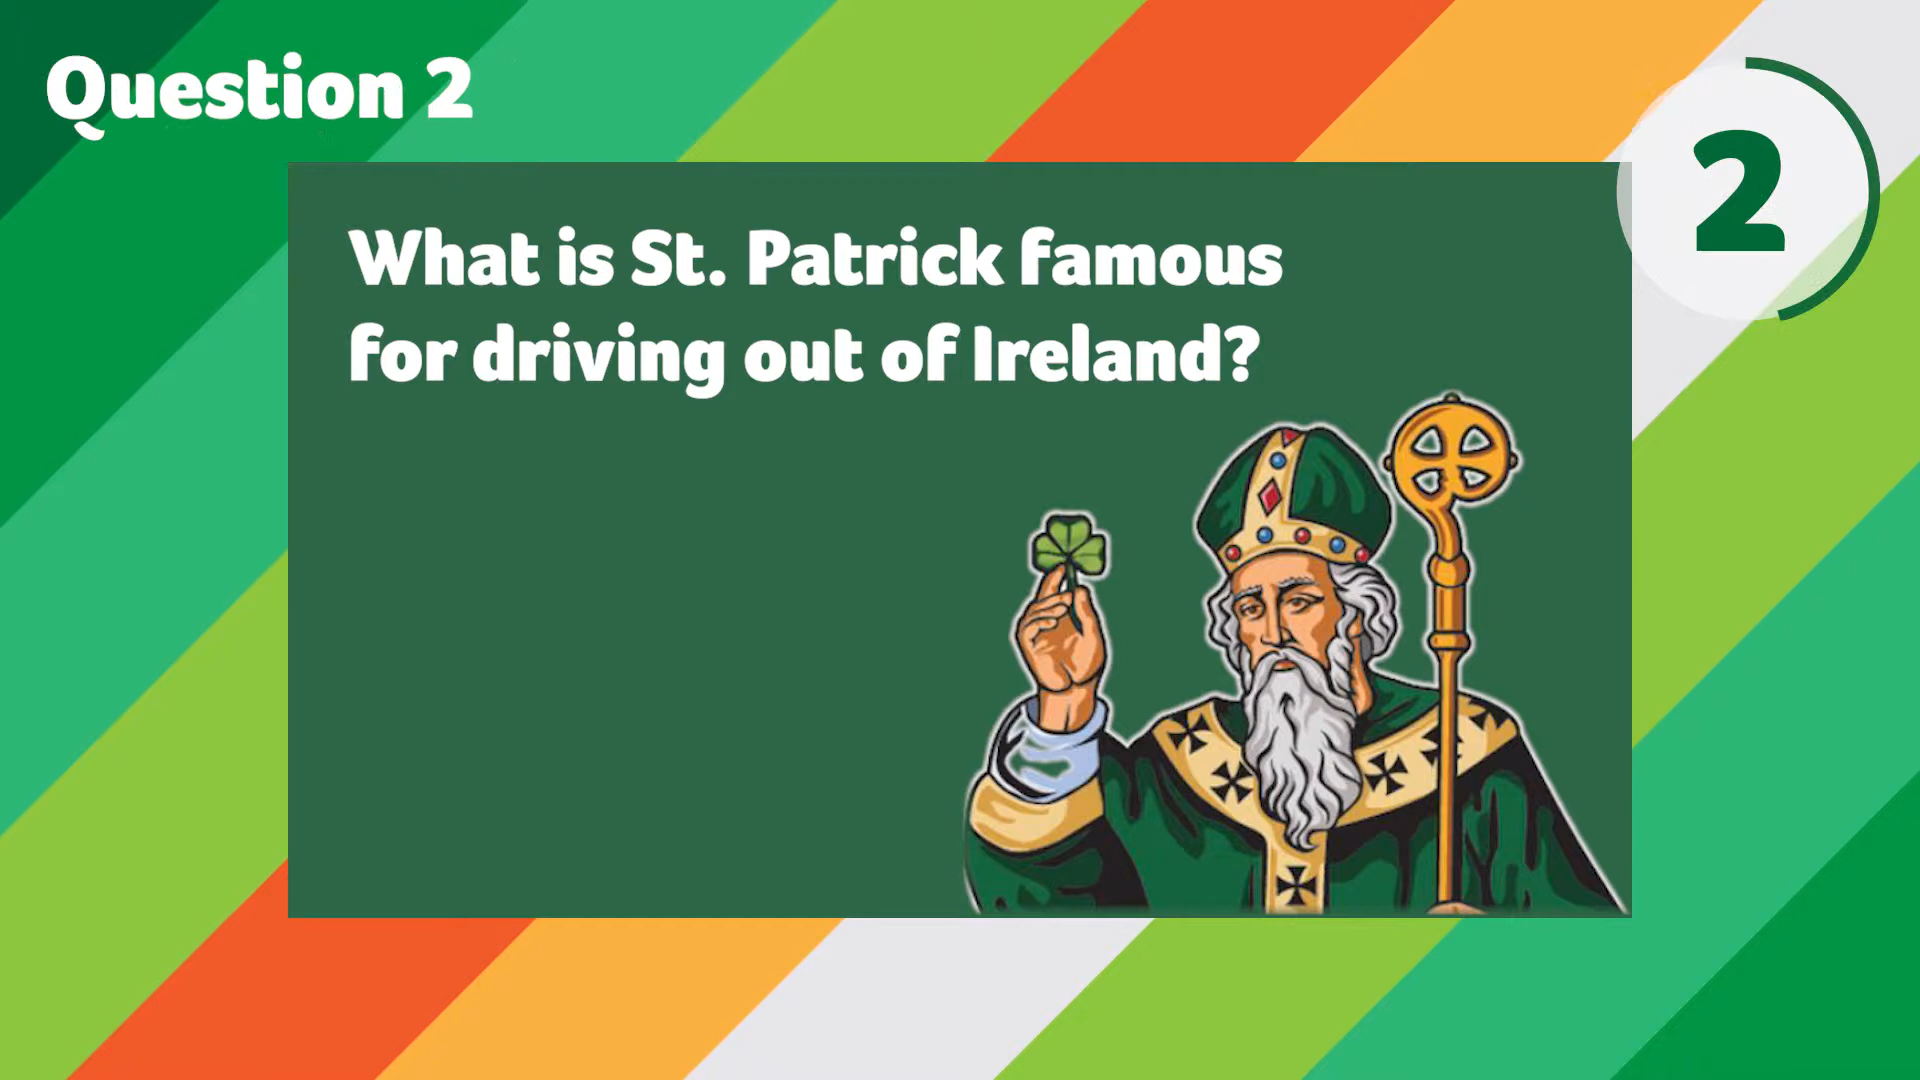 Question 2
2
What is St. Patrick famous
for driving out of Ireland?